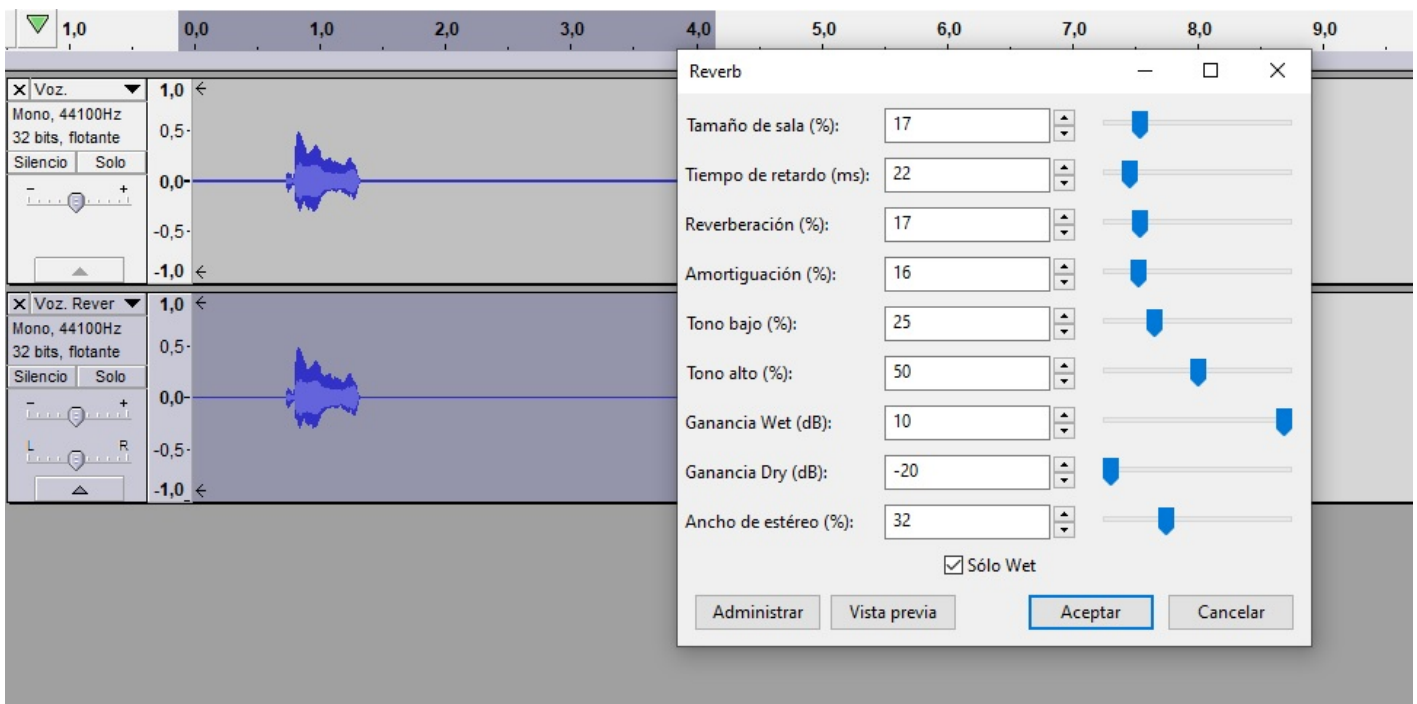 1,0 0,0 1,0 2,0 3,0 4,0 5,0 6,0 7,0 8,0 9,0
X Voz.
Mono, 44100Hz
32 bits, flotante
Silencio Solo
- +
1,0
0,5
0,0
-0,5
-1,0
X Voz. Rever
Mono, 44100Hz
32 bits, flotante
Silencio Solo
- +
L R
1,0
0,5
0,0
-0,5
-1,0
Reverb
Tamaño de sala (%): 17
Tiempo de retardo (ms): 22
Reverberación (%): 17
Amortiguación (%): 16
Tono bajo (%): 25
Tono alto (%): 50
Ganancia Wet (dB): 10
Ganancia Dry (dB): -20
Ancho de estéreo (%): 32
Sólo Wet
Administrar Vista previa Aceptar Cancelar